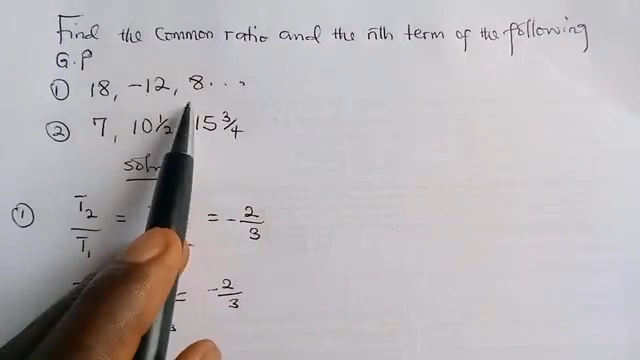 Find the Common ratio and the nth term of the following
G.P
① 18, -12, 8...
② 7, 10½ 15¾
soln
① T₂/T₁ = = -2/3
= -2/3